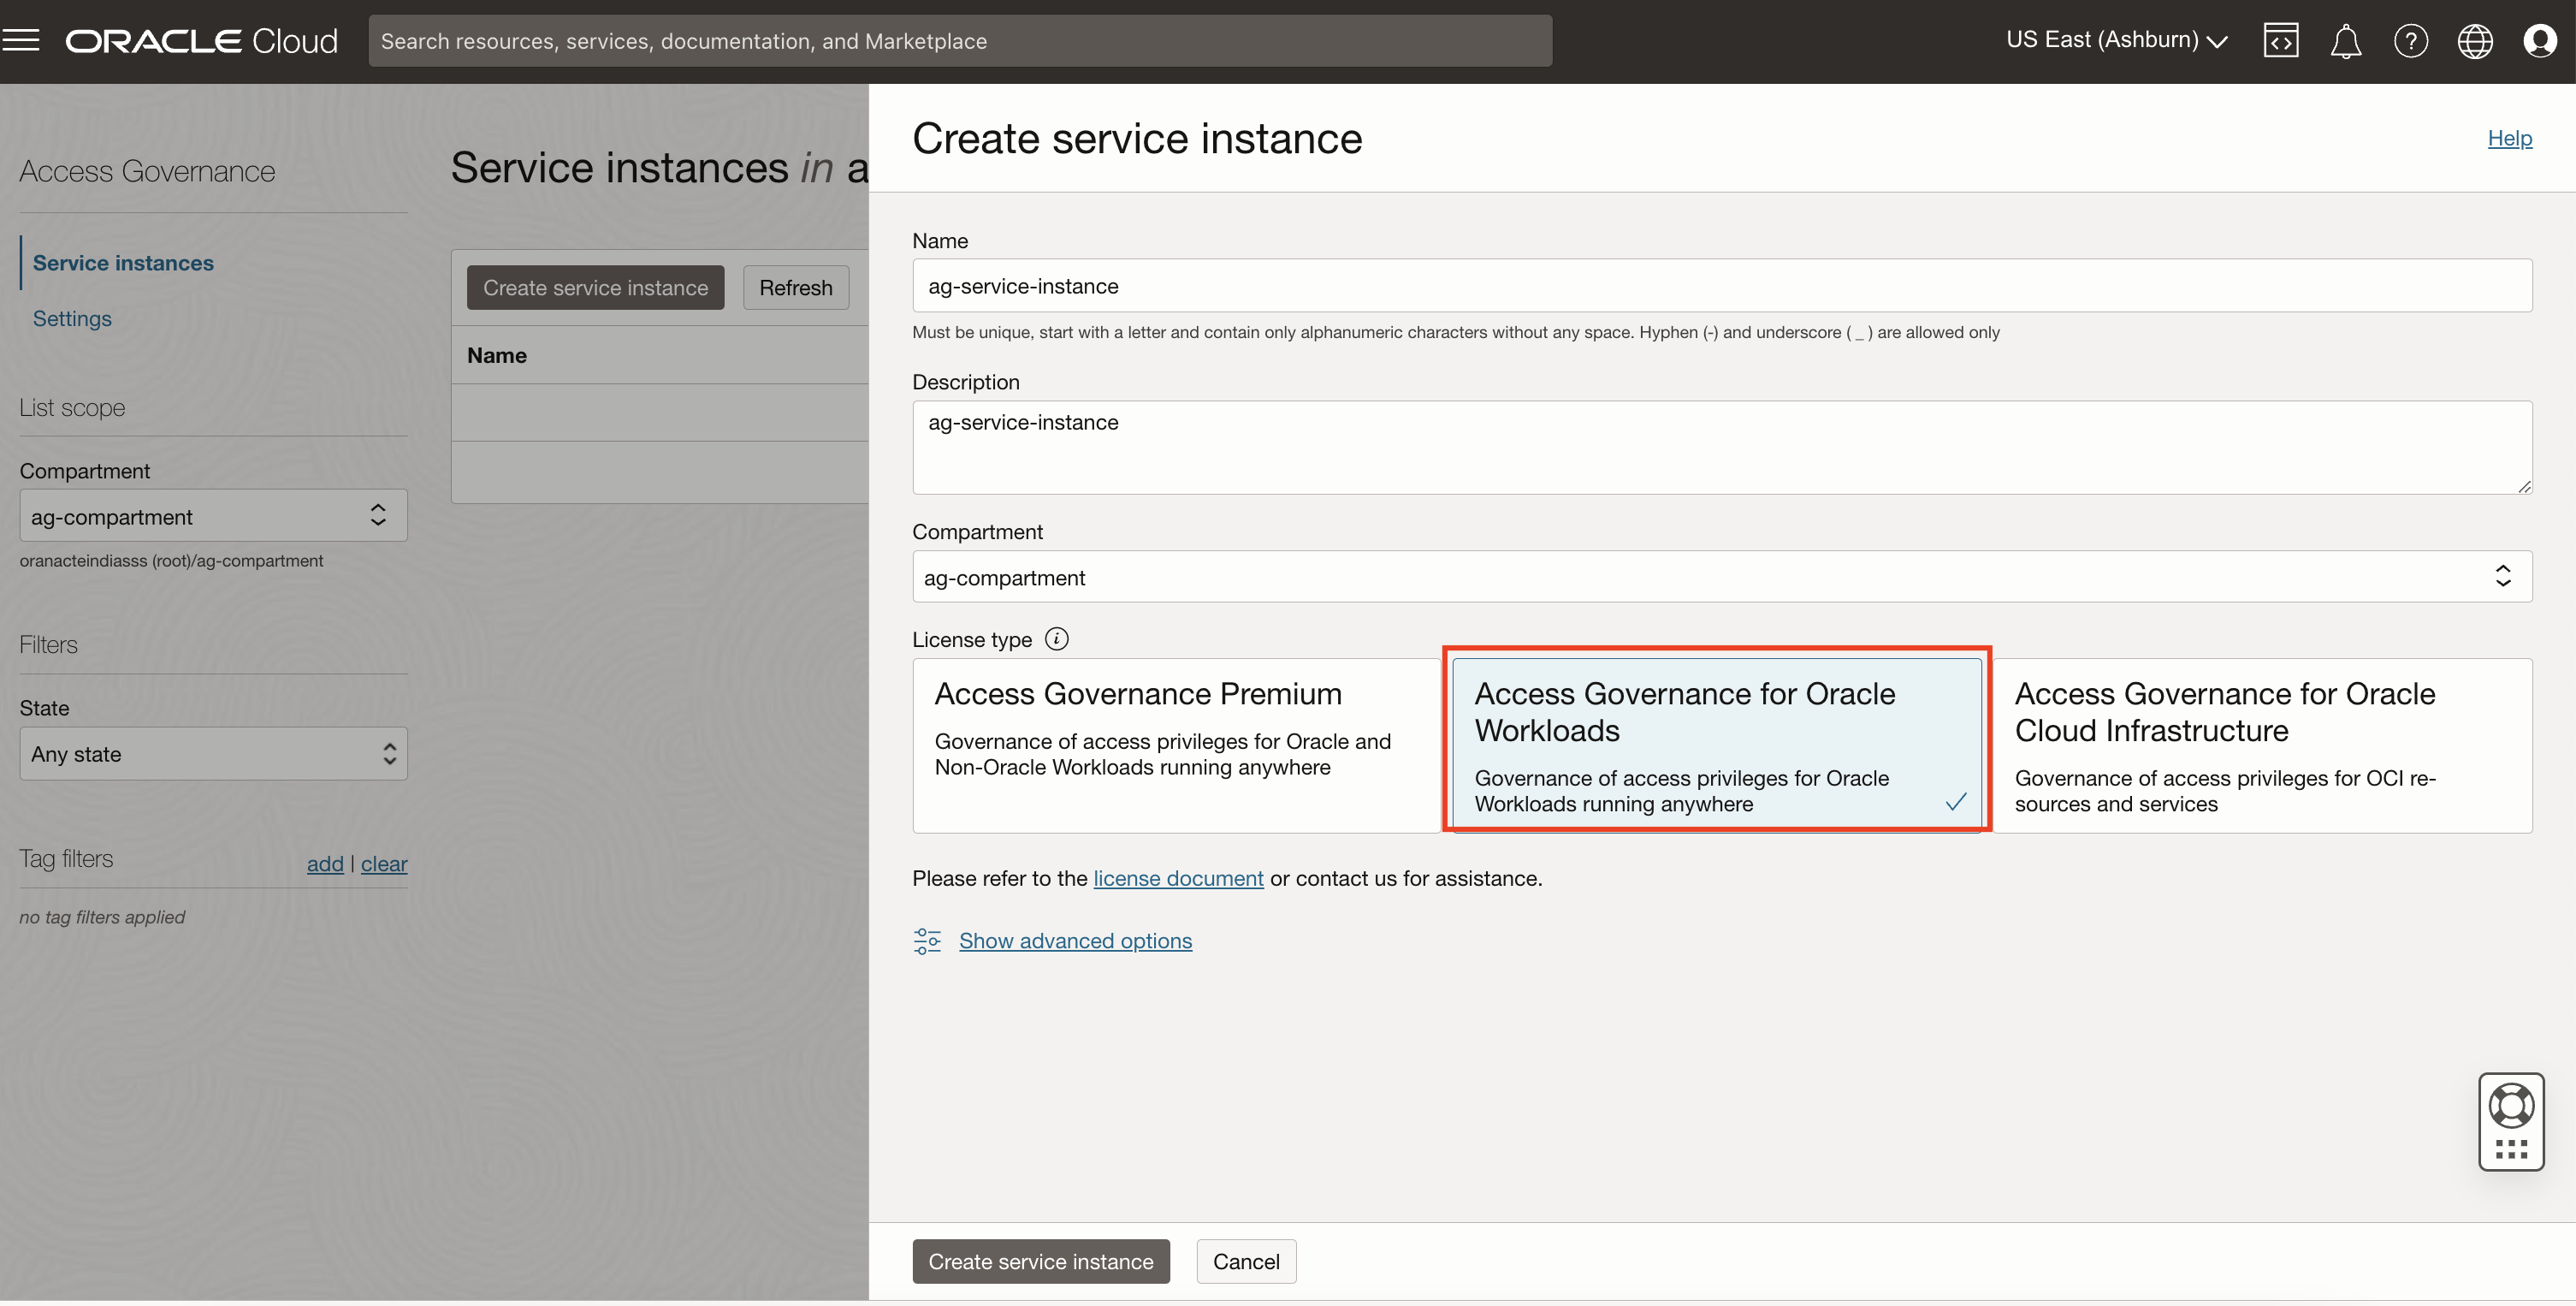 ORACLE Cloud
Search resources, services, documentation, and Marketplace
US East (Ashburn)
Access Governance
Service instances
Settings
List scope
Compartment
ag-compartment
oranacteindiasss (root)/ag-compartment
Filters
State
Any state
Tag filters
add | clear
no tag filters applied
Service instances in a
Create service instance
Refresh
Name
Create service instance
Help
Name
ag-service-instance
Must be unique, start with a letter and contain only alphanumeric characters without any space. Hyphen (-) and underscore ( _ ) are allowed only
Description
ag-service-instance
Compartment
ag-compartment
License type
Access Governance Premium
Governance of access privileges for Oracle and
Non-Oracle Workloads running anywhere
Access Governance for Oracle
Workloads
Governance of access privileges for Oracle
Workloads running anywhere
Access Governance for Oracle
Cloud Infrastructure
Governance of access privileges for OCI re-
sources and services
Please refer to the license document or contact us for assistance.
Show advanced options
Create service instance
Cancel